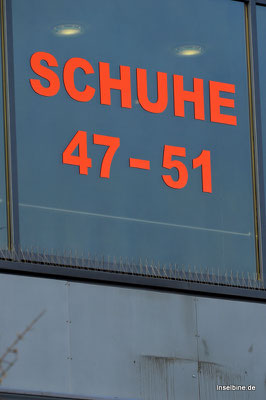 SCHUHE
47 - 51
Inselbine.de